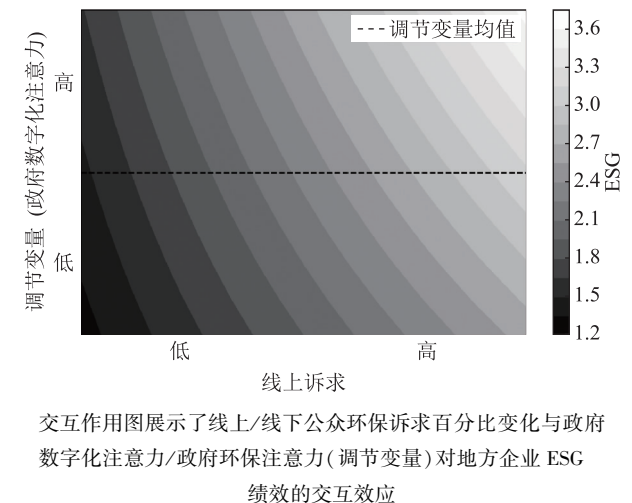 ---调节变量均值
调节变量 (政府数字化注意力)
高
低
低
高
线上诉求
3.6
3.3
3.0
2.7
2.4
2.1
1.8
1.5
1.2
ESG
交互作用图展示了线上/线下公众环保诉求百分比变化与政府
数字化注意力/政府环保注意力(调节变量)对地方企业 ESG
绩效的交互效应